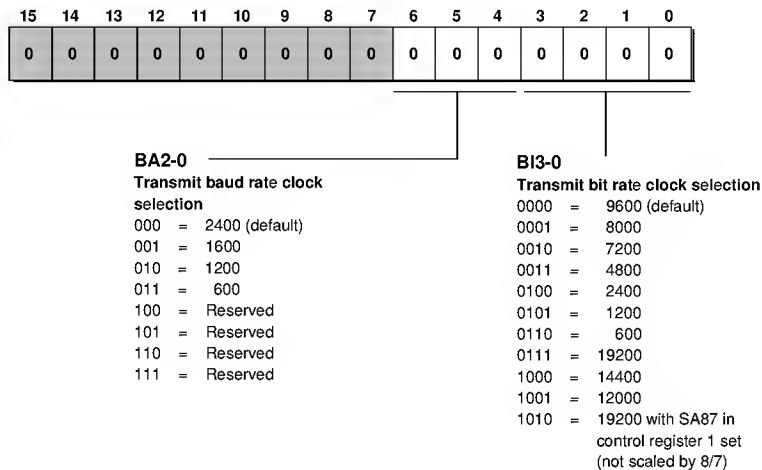 15 14 13 12 11 10 9 8 7 6 5 4 3 2 1 0
0 0 0 0 0 0 0 0 0 0 0 0 0 0 0 0
BA2-0
Transmit baud rate clock
selection
000 = 2400 (default)
001 = 1600
010 = 1200
011 = 600
100 = Reserved
101 = Reserved
110 = Reserved
111 = Reserved
BI3-0
Transmit bit rate clock selection
0000 = 9600 (default)
0001 = 8000
0010 = 7200
0011 = 4800
0100 = 2400
0101 = 1200
0110 = 600
0111 = 19200
1000 = 14400
1001 = 12000
1010 = 19200 with SA87 in
control register 1 set
(not scaled by 8/7)